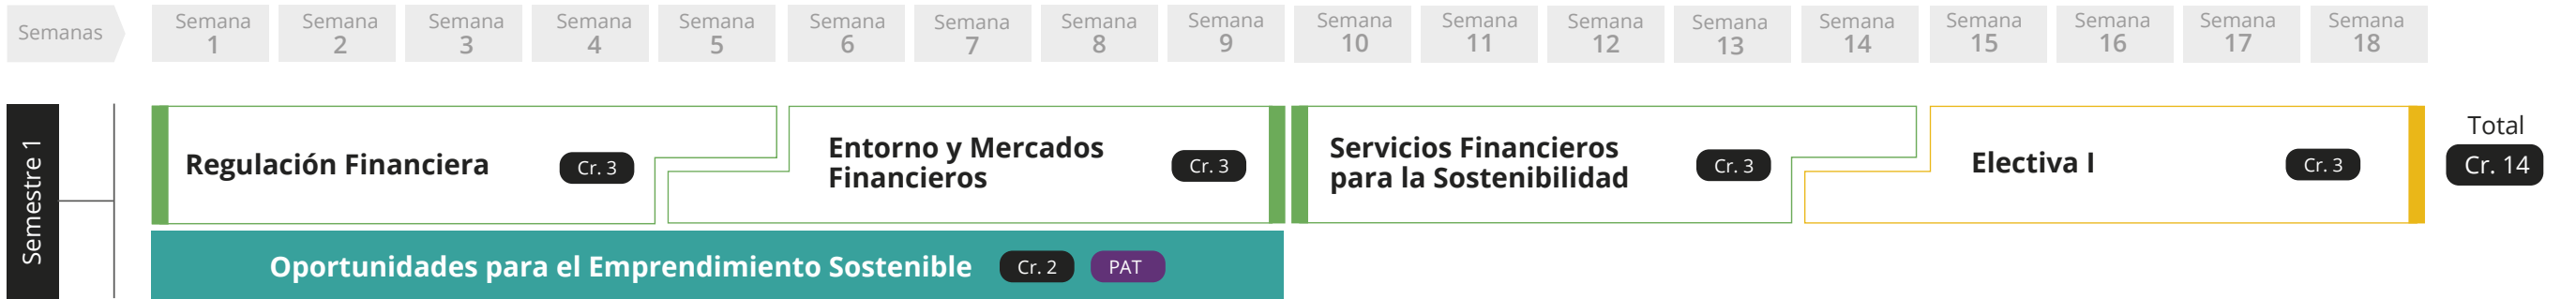 Semanas
Semana
1
Semana
2
Semana
3
Semana
4
Semana
5
Semana
6
Semana
7
Semana
8
Semana
9
Semana
10
Semana
11
Semana
12
Semana
13
Semana
14
Semana
15
Semana
16
Semana
17
Semana
18
Semestre 1
Regulación Financiera
Cr. 3
Entorno y Mercados
Financieros
Cr. 3
Servicios Financieros
para la Sostenibilidad
Cr. 3
Electiva I
Cr. 3
Total
Cr. 14
Oportunidades para el Emprendimiento Sostenible
Cr. 2
PAT